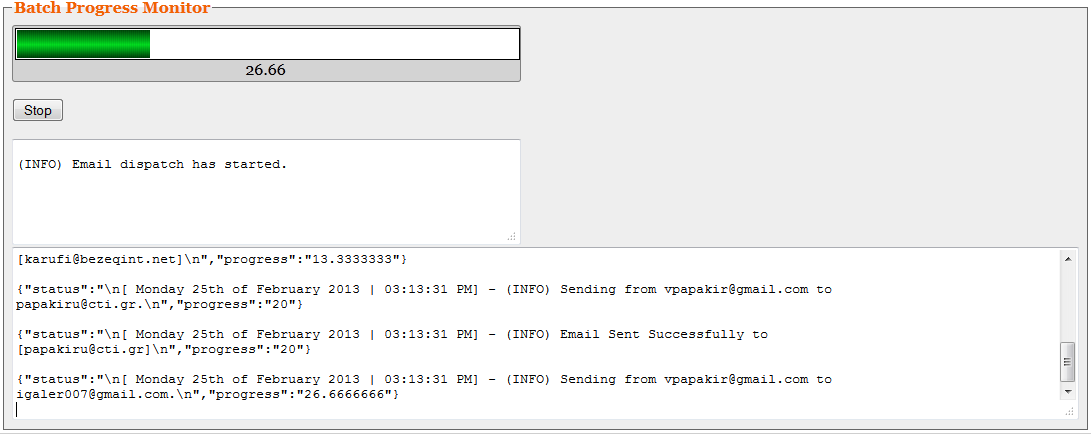 Batch Progress Monitor
26.66
Stop
(INFO) Email dispatch has started.
[karufi@bezeqint.net]\n","progress":"13.3333333"}
{"status":"\n[ Monday 25th of February 2013 | 03:13:31 PM] - (INFO) Sending from vpapakir@gmail.com to
papakiru@cti.gr.\n","progress":"20"}
{"status":"\n[ Monday 25th of February 2013 | 03:13:31 PM] - (INFO) Email Sent Successfully to
[papakiru@cti.gr]\n","progress":"20"}
{"status":"\n[ Monday 25th of February 2013 | 03:13:31 PM] - (INFO) Sending from vpapakir@gmail.com to
igaler007@gmail.com.\n","progress":"26.6666666"}